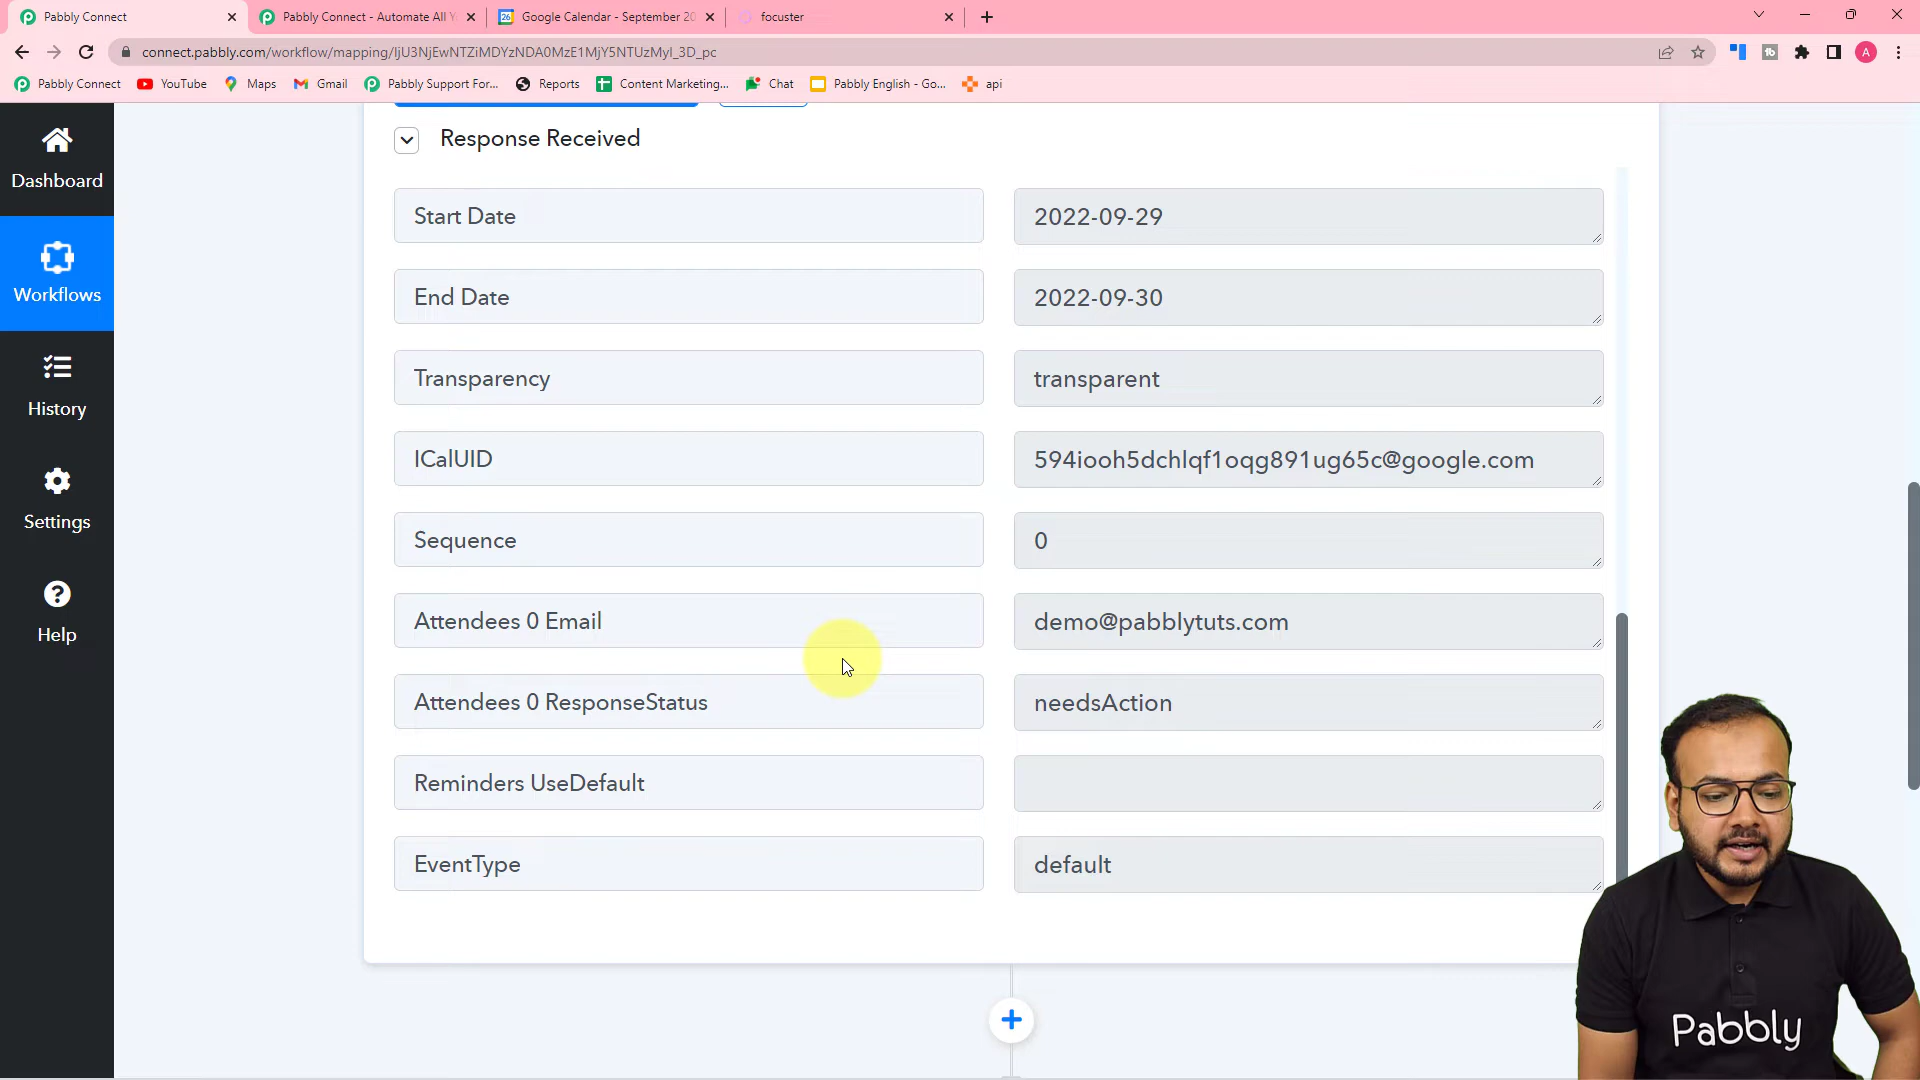 Pabbly Connect
Pabbly Connect - Automate All Y
Google Calendar - September 20
focuster
connect.pabbly.com/workflow/mapping/IjU3NjEwNTZiMDYzNDA0MzE1MjY5NTUzMyI_3D_pc
Pabbly Connect
YouTube
Maps
Gmail
Pabbly Support For...
Reports
Content Marketing...
Chat
Pabbly English - Go...
api
Dashboard
Workflows
History
Settings
Help
Response Received
Start Date
2022-09-29
End Date
2022-09-30
Transparency
transparent
ICalUID
594iooh5dchlqf1oqg891ug65c@google.com
Sequence
0
Attendees 0 Email
demo@pabblytuts.com
Attendees 0 ResponseStatus
needsAction
Reminders UseDefault
EventType
default
Pabbly